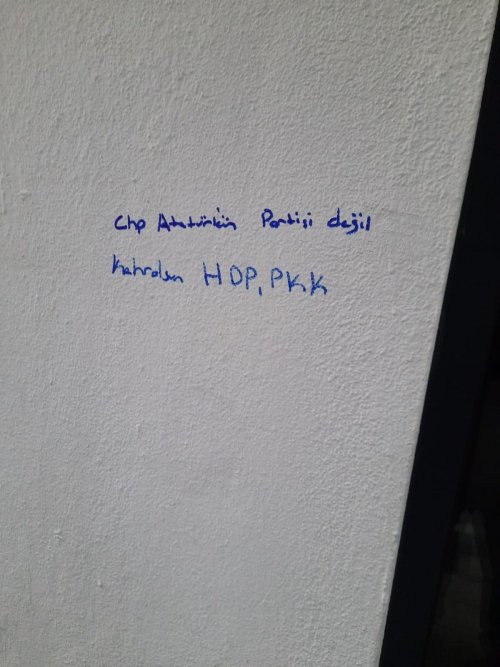 Chp Atatürkün Partisi değil
kahrolsun HDP, PKK